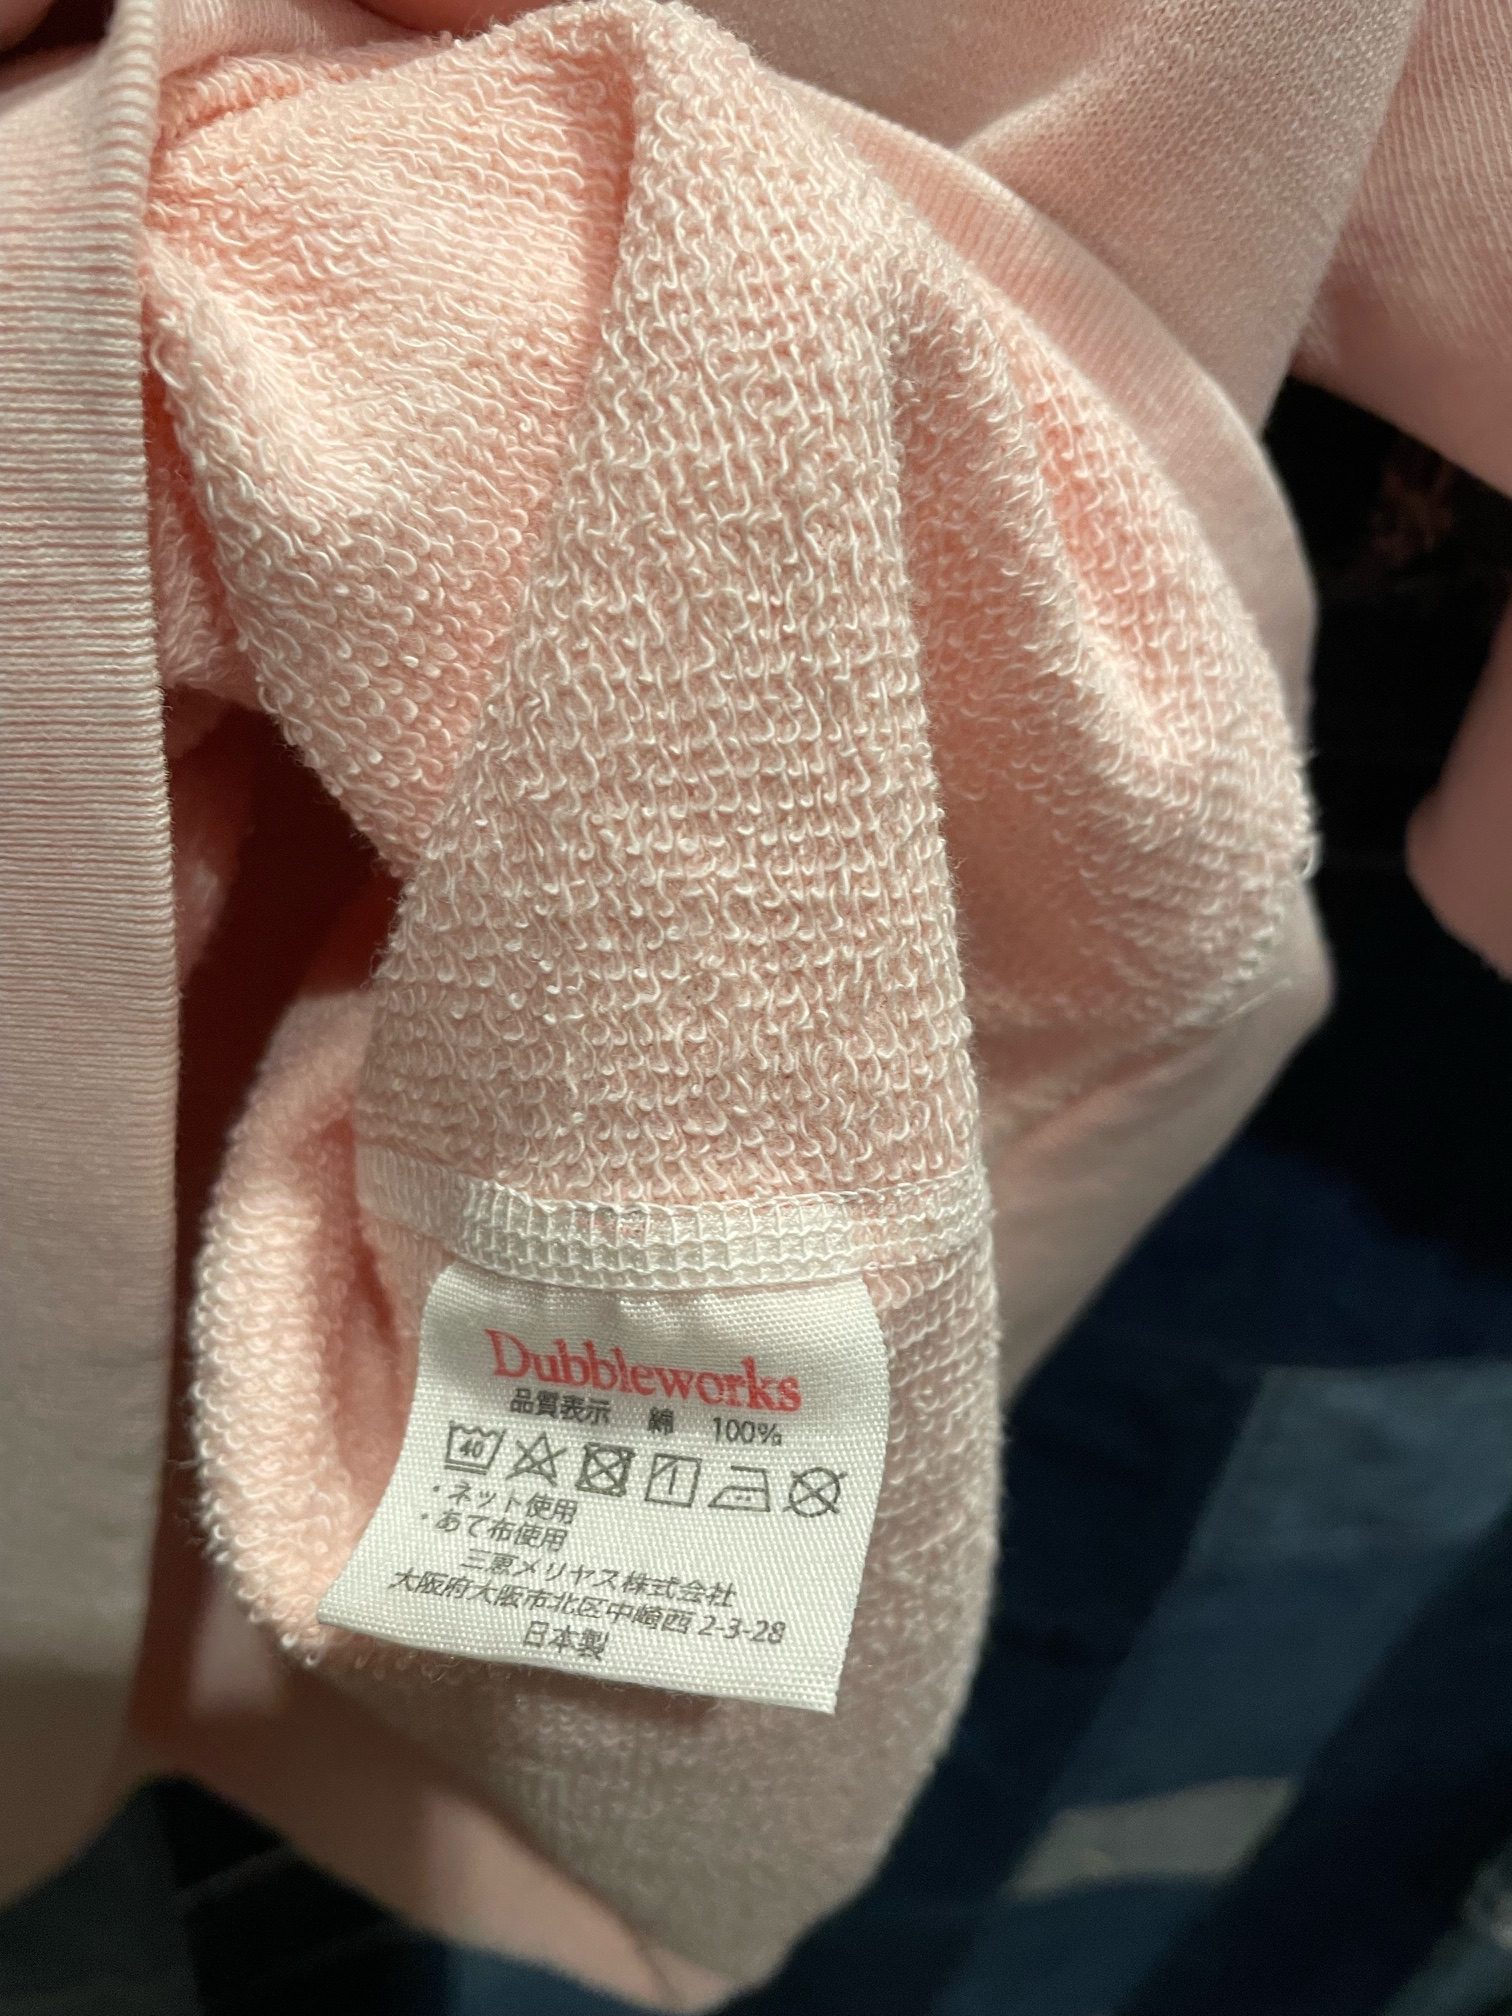 Dubbleworks
品質表示 綿 100%
40
・ネット使用
・あて布使用
三恵メリヤス株式会社
大阪府大阪市北区中崎西 2-3-28
日本製